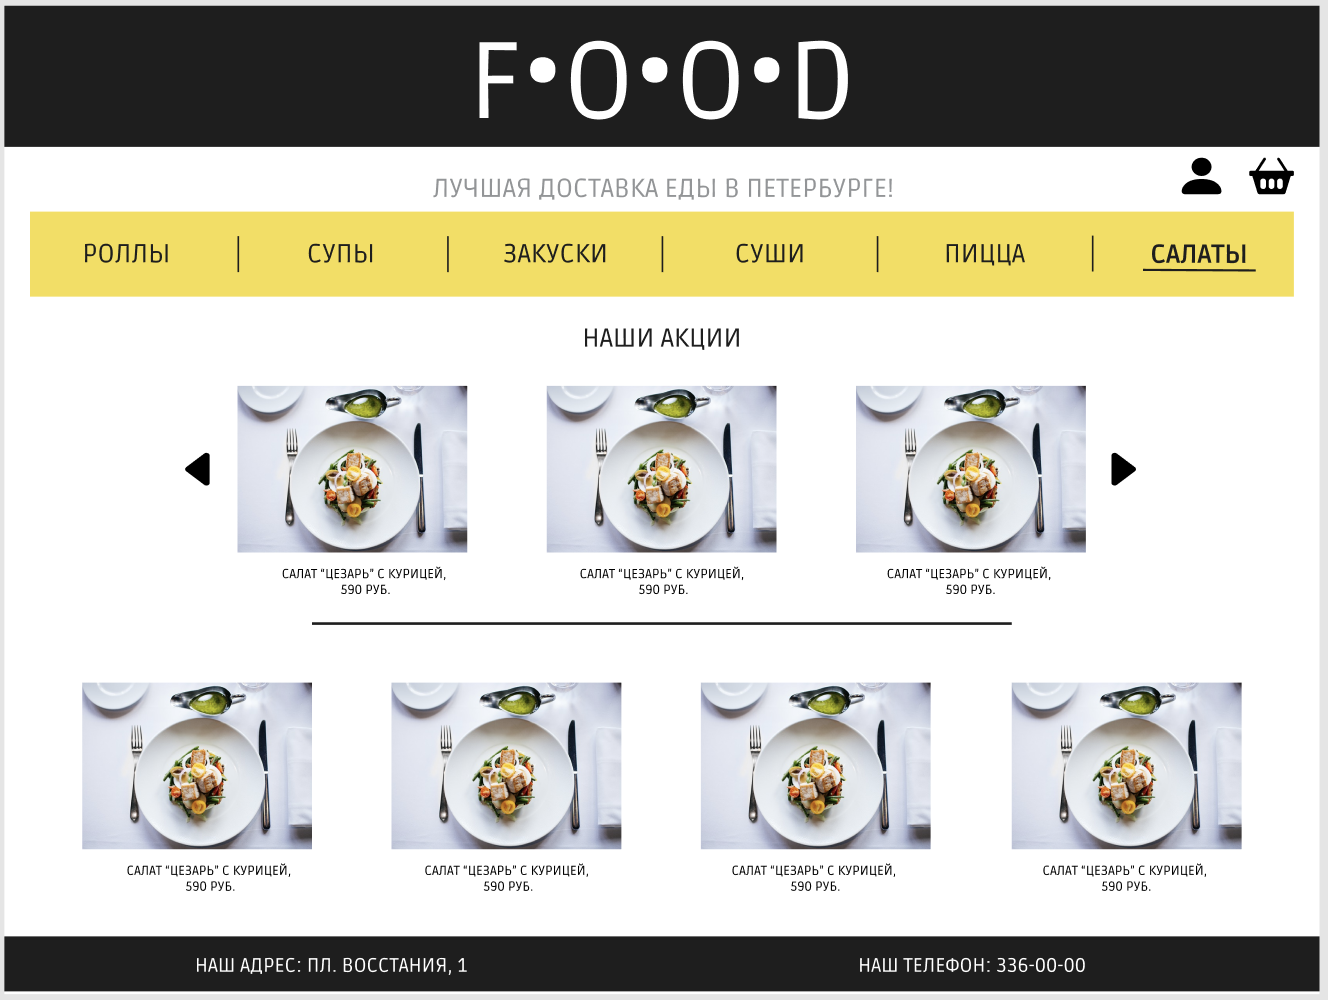 F•O•O•D
ЛУЧШАЯ ДОСТАВКА ЕДЫ В ПЕТЕРБУРГЕ!
РОЛЛЫ | СУПЫ | ЗАКУСКИ | СУШИ | ПИЦЦА | САЛАТЫ
НАШИ АКЦИИ
САЛАТ "ЦЕЗАРЬ" С КУРИЦЕЙ,
590 РУБ.
САЛАТ "ЦЕЗАРЬ" С КУРИЦЕЙ,
590 РУБ.
САЛАТ "ЦЕЗАРЬ" С КУРИЦЕЙ,
590 РУБ.
САЛАТ "ЦЕЗАРЬ" С КУРИЦЕЙ,
590 РУБ.
САЛАТ "ЦЕЗАРЬ" С КУРИЦЕЙ,
590 РУБ.
САЛАТ "ЦЕЗАРЬ" С КУРИЦЕЙ,
590 РУБ.
САЛАТ "ЦЕЗАРЬ" С КУРИЦЕЙ,
590 РУБ.
НАШ АДРЕС: ПЛ. ВОССТАНИЯ, 1
НАШ ТЕЛЕФОН: 336-00-00